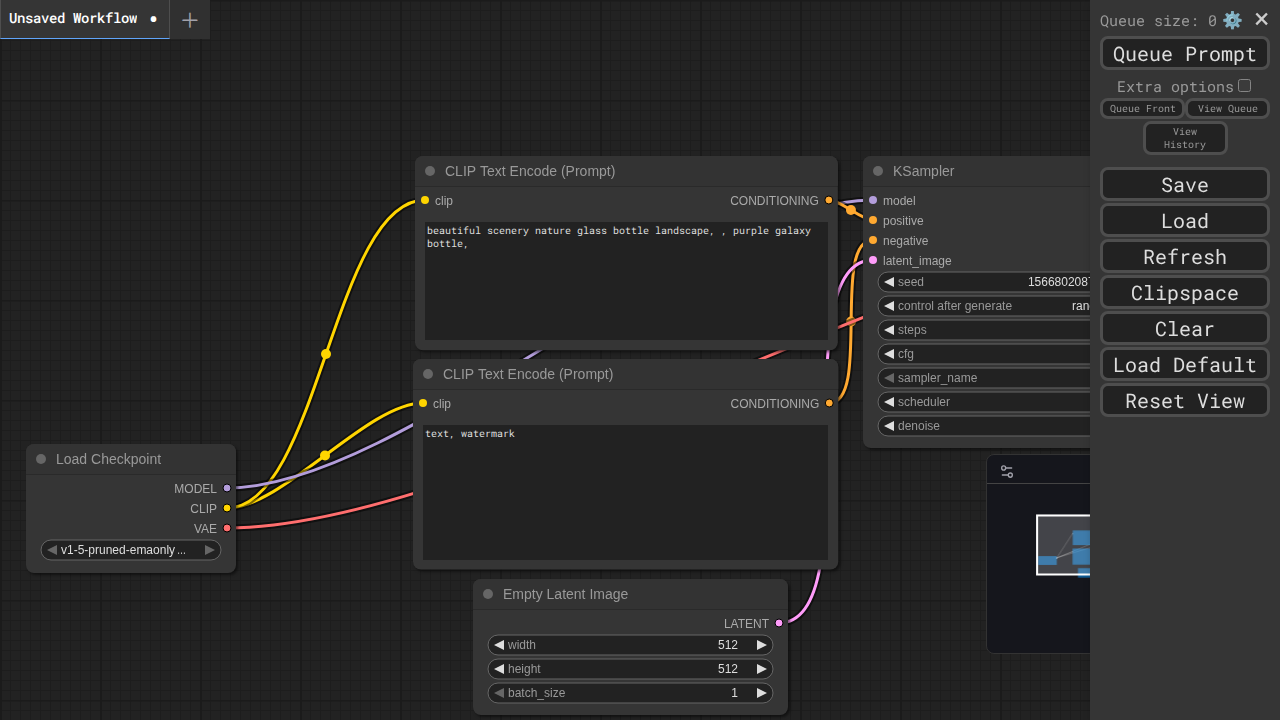 Unsaved Workflow
Queue size: 0
Queue Prompt
Extra options
Queue Front
View Queue
View
History
Save
Load
Refresh
Clipspace
Clear
Load Default
Reset View
CLIP Text Encode (Prompt)
clip
CONDITIONING
beautiful scenery nature glass bottle landscape, , purple galaxy
bottle,
KSampler
model
positive
negative
latent_image
seed
control after generate
steps
cfg
sampler_name
scheduler
denoise
CLIP Text Encode (Prompt)
clip
CONDITIONING
text, watermark
Load Checkpoint
MODEL
CLIP
VAE
v1-5-pruned-emaonly...
Empty Latent Image
LATENT
width 512
height 512
batch_size 1